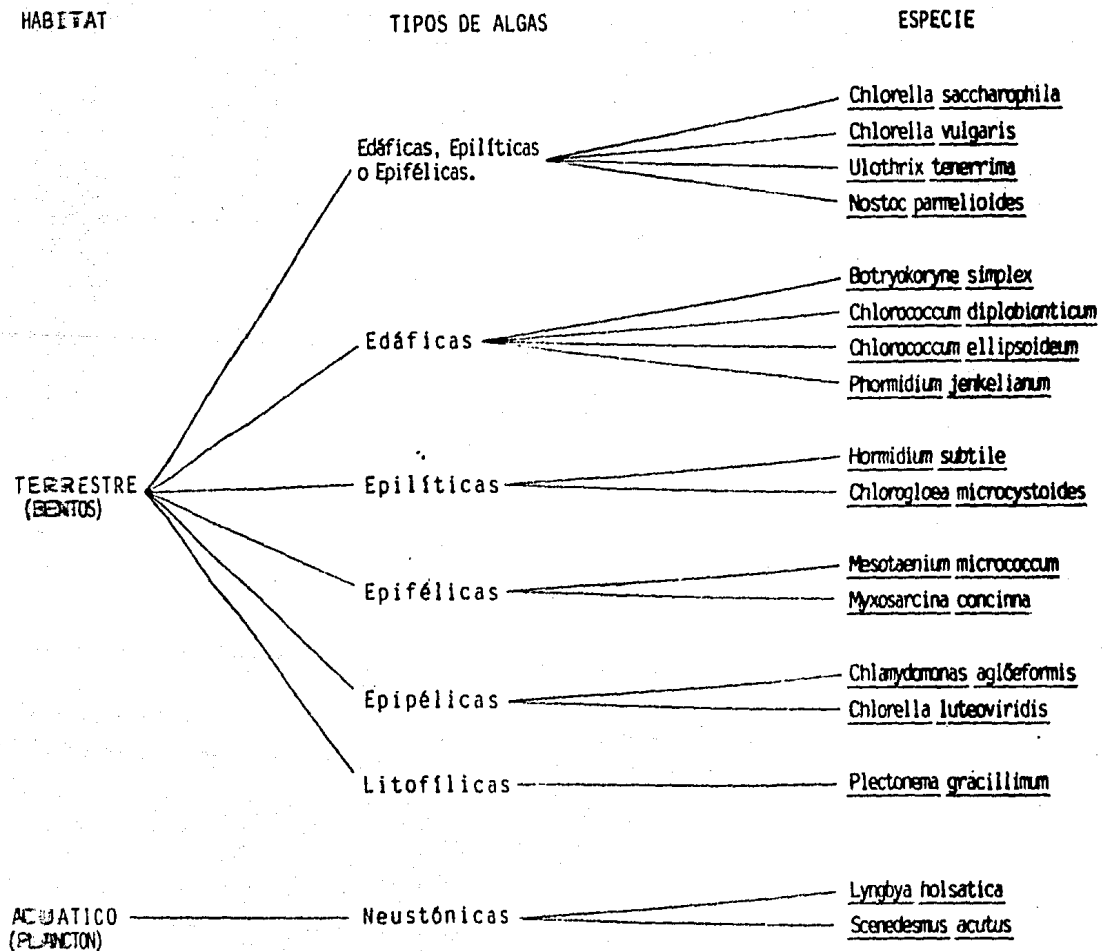 HABITAT TIPOS DE ALGAS ESPECIE
Edáficas, Epilíticas
o Epifélicas.
Chlorella saccharophila
Chlorella vulgaris
Ulothrix tenerrima
Nostoc parmelioides
Edáficas
Botryokoryne simplex
Chlorococcum diplobionticum
Chlorococcum ellipsoideum
Phormidium jenkelianum
TERRESTRE
(BENTOS)
Epilíticas
Hormidium subtile
Chlorogloea microcystoides
Epifélicas
Mesotaenium micrococcum
Myxosarcina concinna
Epipélicas
Chlamydomonas aglöeformis
Chlorella luteoviridis
Litofílicas
Plectonema gracillimum
ACUATICO
(PLANCTON)
Neustónicas
Lyngbya holsatica
Scenedesmus acutus